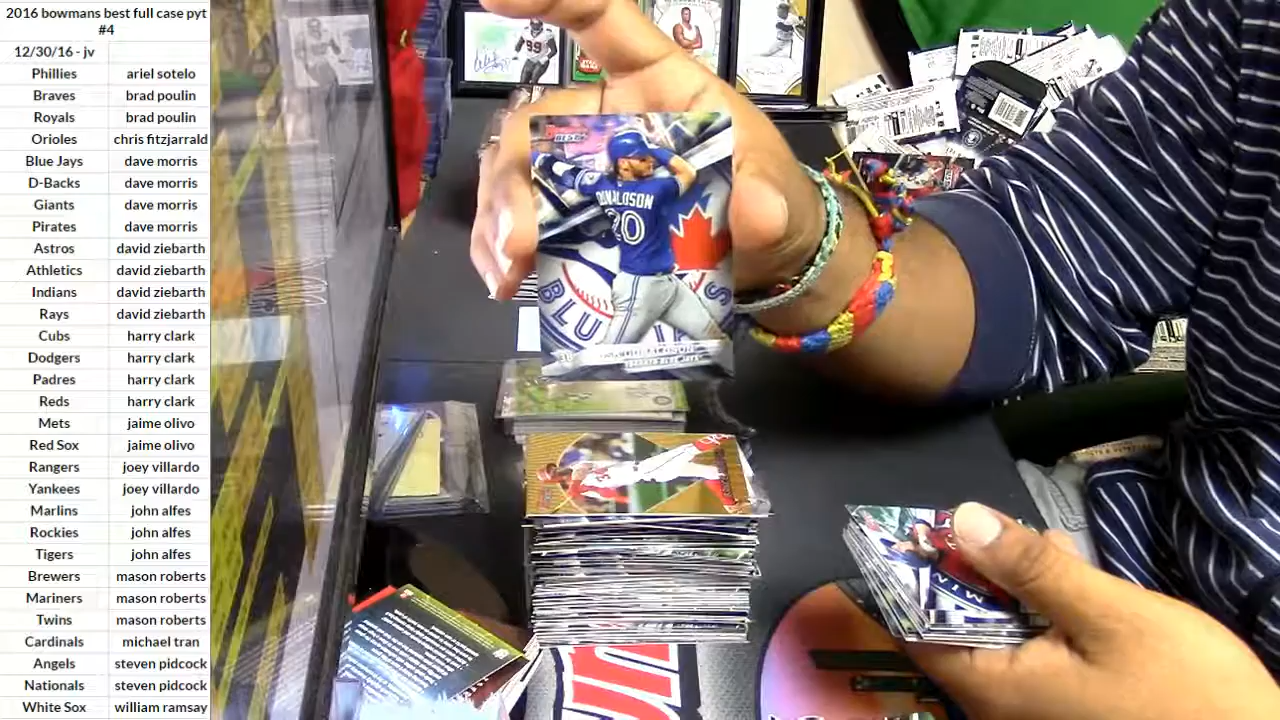 2016 bowmans best full case pyt
#4
12/30/16 - jv
Phillies ariel sotelo
Braves brad poulin
Royals brad poulin
Orioles chris fitzjarrald
Blue Jays dave morris
D-Backs dave morris
Giants dave morris
Pirates dave morris
Astros david ziebarth
Athletics david ziebarth
Indians david ziebarth
Rays david ziebarth
Cubs harry clark
Dodgers harry clark
Padres harry clark
Reds harry clark
Mets jaime olivo
Red Sox jaime olivo
Rangers joey villardo
Yankees joey villardo
Marlins john alfes
Rockies john alfes
Tigers john alfes
Brewers mason roberts
Mariners mason roberts
Twins mason roberts
Cardinals michael tran
Angels steven pidcock
Nationals steven pidcock
White Sox william ramsay
BEST
DONALDSON
20
BLU S
DONALDSON
99